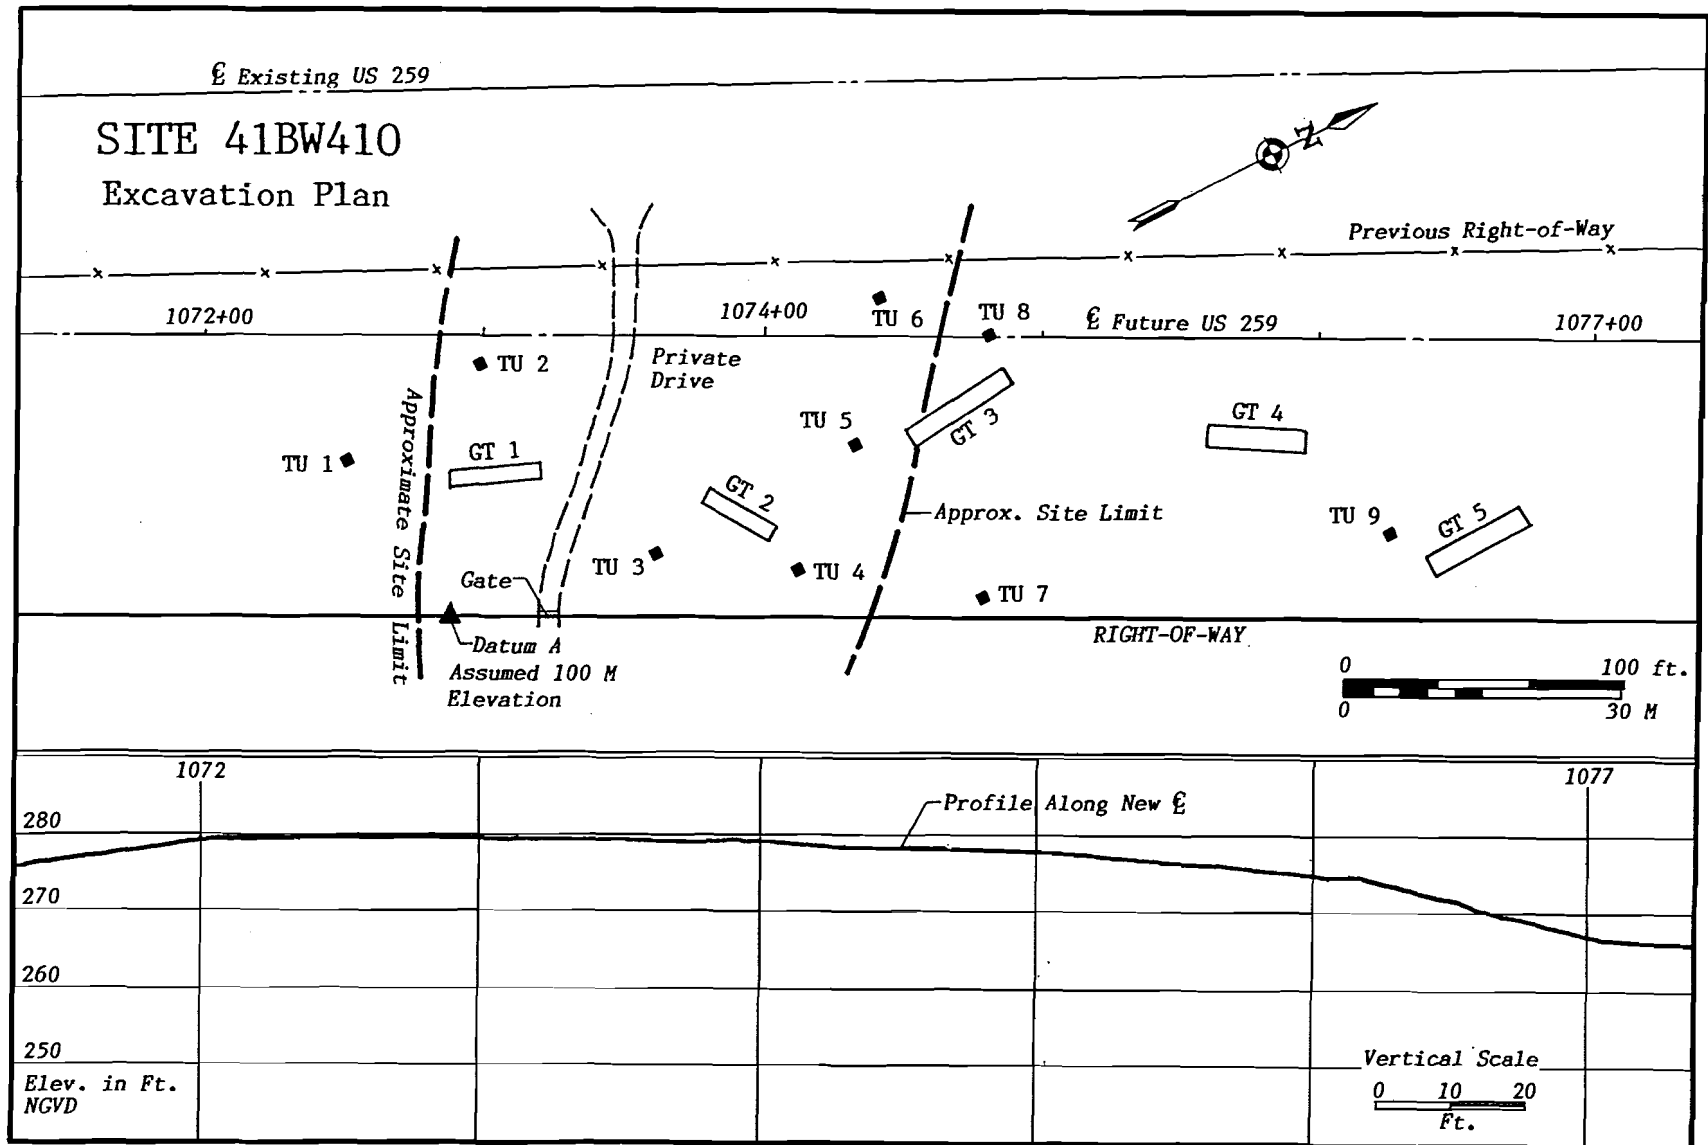 ℄ Existing US 259
SITE 41BW410
Excavation Plan
N
Previous Right-of-Way
1072+00
1074+00
TU 6
TU 8
℄ Future US 259
1077+00
TU 2
Private
Drive
Approximate Site Limit
TU 5
GT 3
GT 4
TU 1
GT 1
GT 2
Approx. Site Limit
TU 9
GT 5
TU 3
TU 4
Gate
TU 7
RIGHT-OF-WAY
Datum A
Assumed 100 M
Elevation
0 100 ft.
0 30 M
1072
1077
Profile Along New ℄
280
270
260
250
Elev. in Ft.
NGVD
Vertical Scale
0 10 20
Ft.